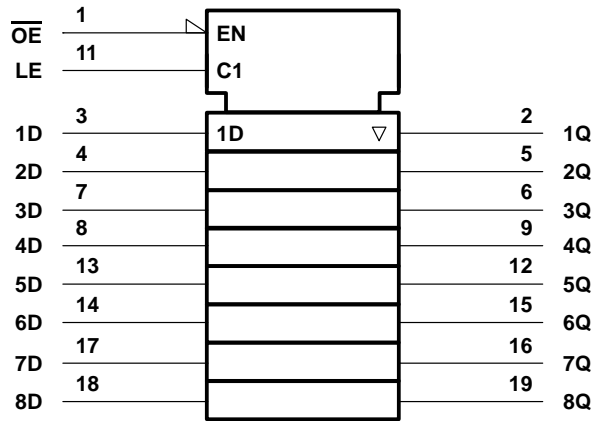 OE 1 EN
LE 11 C1
1D 3 1D 2 1Q
2D 4 5 2Q
3D 7 6 3Q
4D 8 9 4Q
5D 13 12 5Q
6D 14 15 6Q
7D 17 16 7Q
8D 18 19 8Q